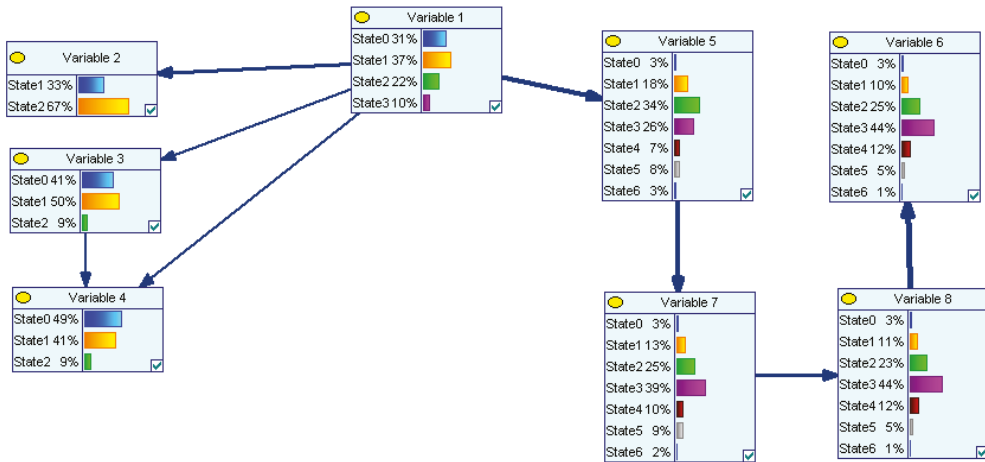 Variable 1
State0 31%
State1 37%
State2 22%
State3 10%
Variable 2
State1 33%
State2 67%
Variable 3
State0 41%
State1 50%
State2 9%
Variable 4
State0 49%
State1 41%
State2 9%
Variable 5
State0 3%
State1 18%
State2 34%
State3 26%
State4 7%
State5 8%
State6 3%
Variable 6
State0 3%
State1 10%
State2 25%
State3 44%
State4 12%
State5 5%
State6 1%
Variable 7
State0 3%
State1 13%
State2 25%
State3 39%
State4 10%
State5 9%
State6 2%
Variable 8
State0 3%
State1 11%
State2 23%
State3 44%
State4 12%
State5 5%
State6 1%